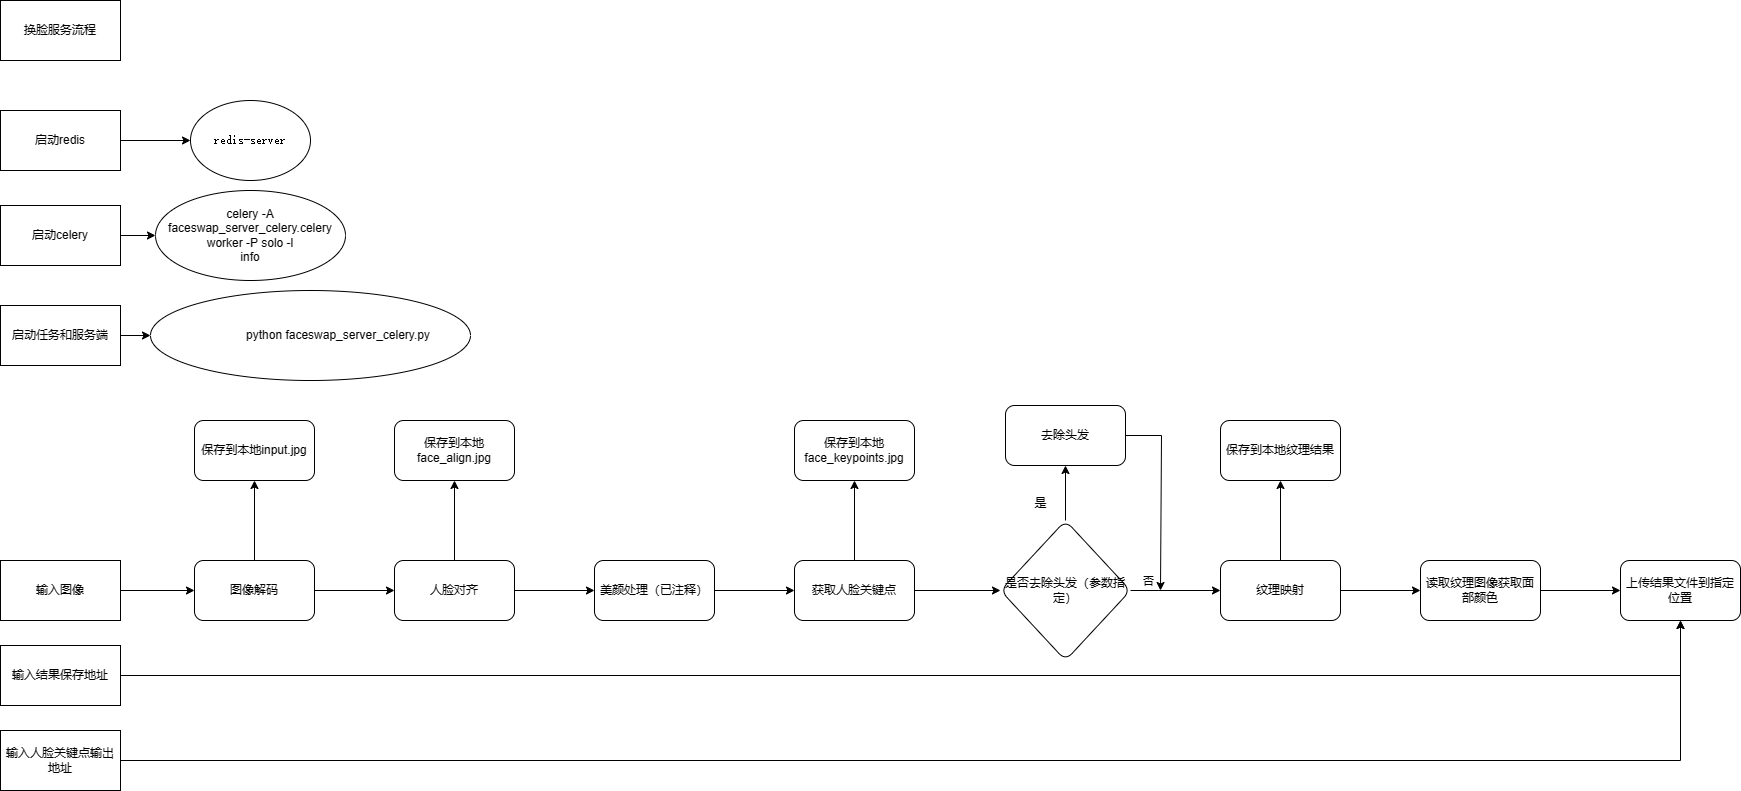 换脸服务流程
启动redis
redis-server
启动celery
celery -A
faceswap_server_celery.celery
worker -P solo -l
info
启动任务和服务端
python faceswap_server_celery.py
保存到本地input.jpg
保存到本地
face_align.jpg
保存到本地
face_keypoints.jpg
去除头发
保存到本地纹理结果
是
输入图像
图像解码
人脸对齐
美颜处理（已注释）
获取人脸关键点
是否去除头发（参数指
定）
否
纹理映射
读取纹理图像获取面
部颜色
上传结果文件到指定
位置
输入结果保存地址
输入人脸关键点输出
地址